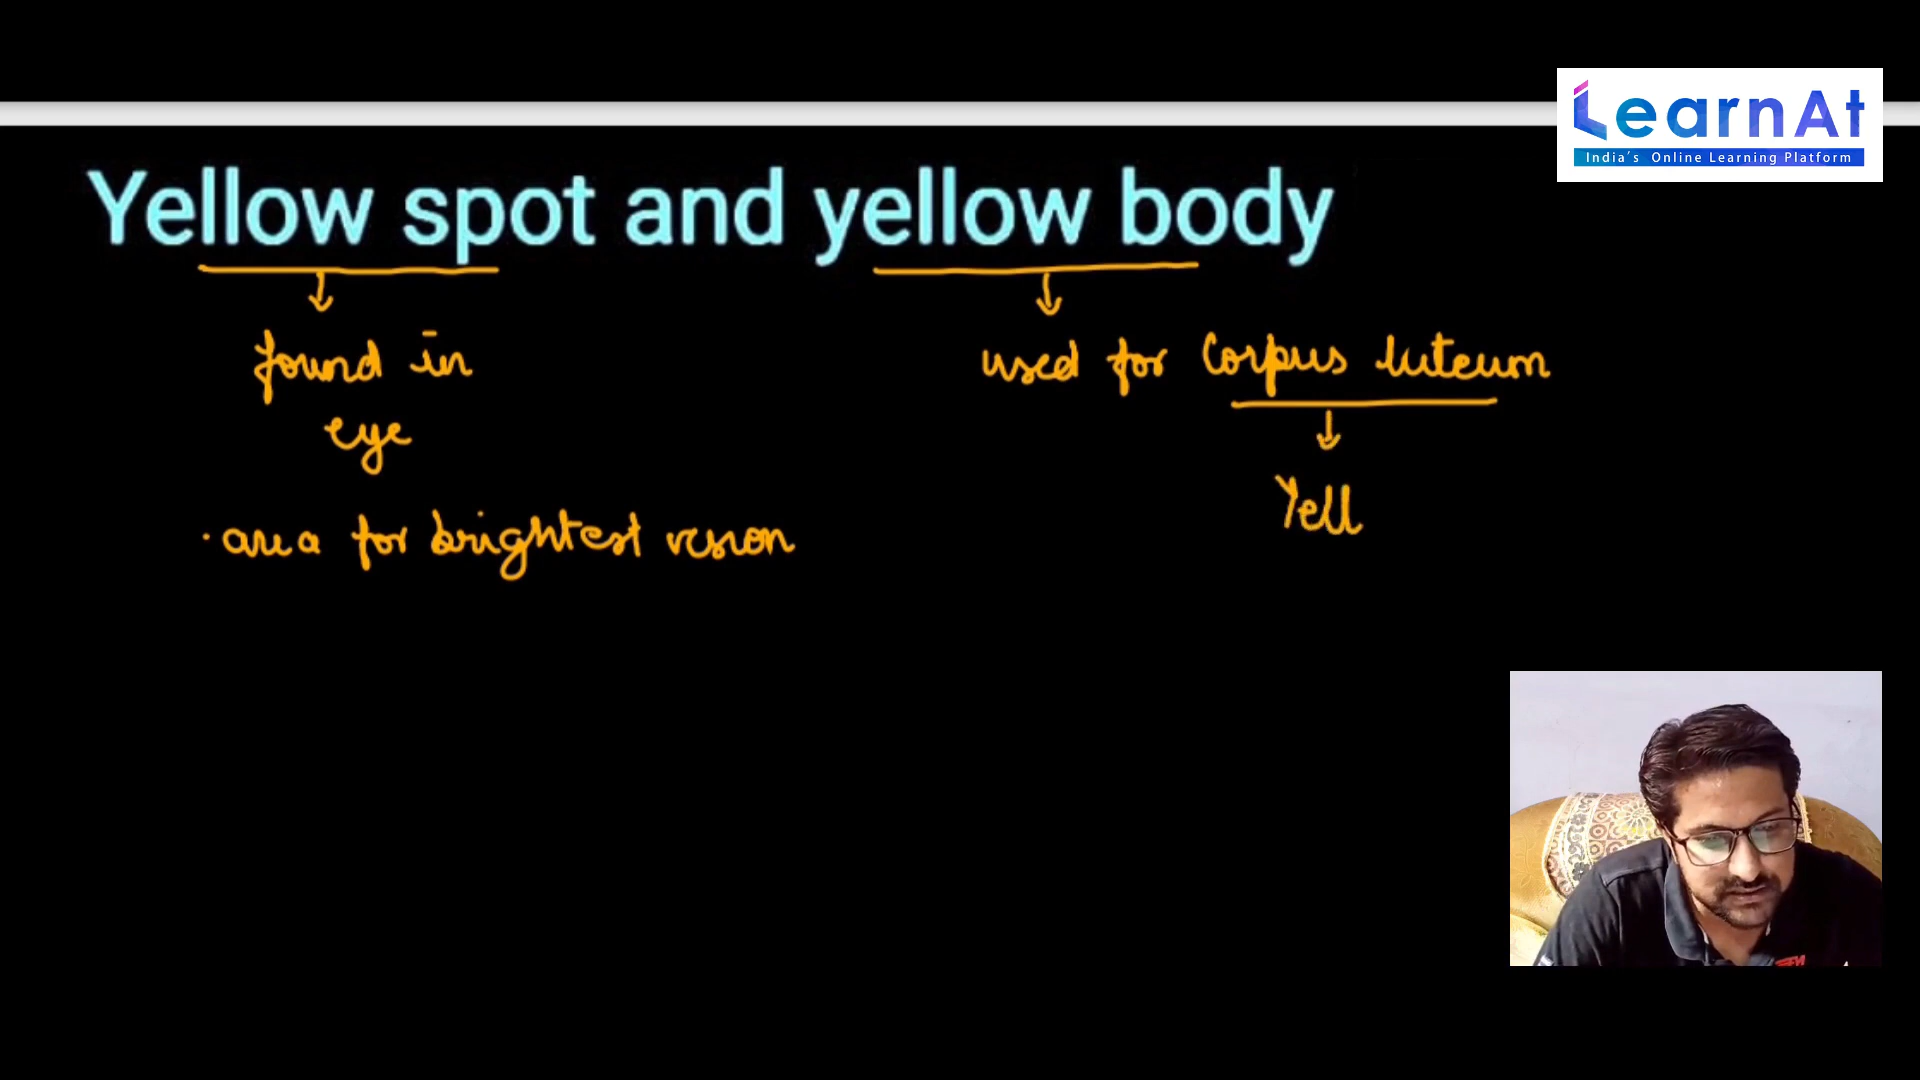 LearnAt
India's Online Learning Platform
Yellow spot and yellow body
found in
eye
used for Corpus luteum
Yell
· area for brightest vision